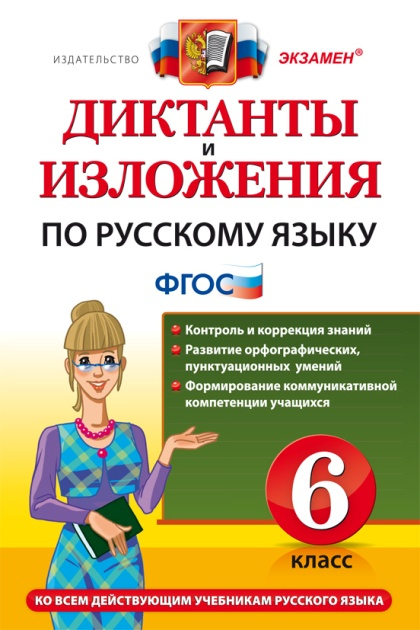 ИЗДАТЕЛЬСТВО ЭКЗАМЕН®
ДИКТАНТЫ
и
ИЗЛОЖЕНИЯ
ПО РУССКОМУ ЯЗЫКУ
ФГОС
Контроль и коррекция знаний
Развитие орфографических,
пунктуационных умений
Формирование коммуникативной
компетенции учащихся
6
класс
КО ВСЕМ ДЕЙСТВУЮЩИМ УЧЕБНИКАМ РУССКОГО ЯЗЫКА